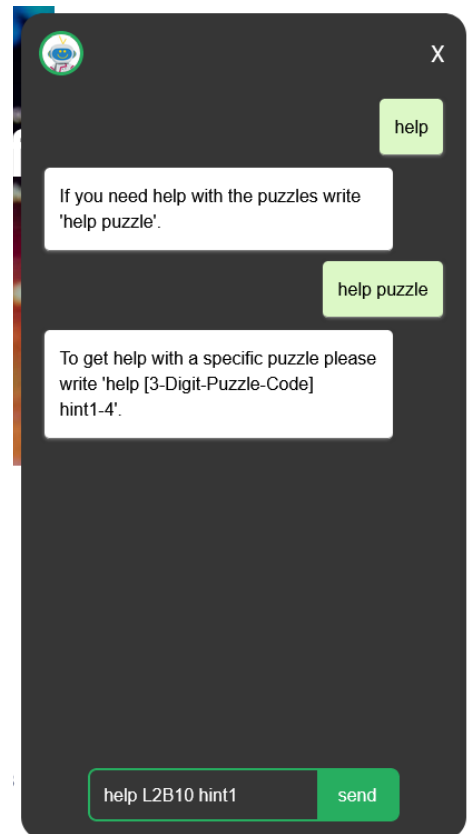 X
help
If you need help with the puzzles write
'help puzzle'.
help puzzle
To get help with a specific puzzle please
write 'help [3-Digit-Puzzle-Code]
hint1-4'.
help L2B10 hint1
send